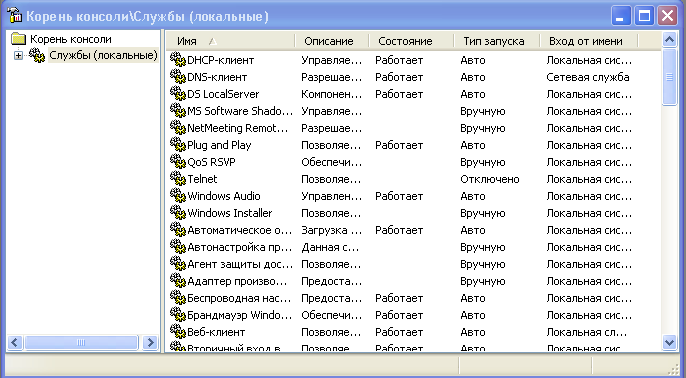 Корень консоли\Службы (локальные)
Корень консоли
Службы (локальные)
Имя Описание Состояние Тип запуска Вход от имени
DHCP-клиент Управляе... Работает Авто Локальная сис...
DNS-клиент Разрешае... Работает Авто Сетевая служба
DS LocalServer Компонен... Работает Авто Локальная сис...
MS Software Shado... Управляе... Вручную Локальная сис...
NetMeeting Remot... Разрешае... Вручную Локальная сис...
Plug and Play Позволяе... Работает Авто Локальная сис...
QoS RSVP Обеспечи... Вручную Локальная сис...
Telnet Позволяе... Отключено Локальная сис...
Windows Audio Управлен... Работает Авто Локальная сис...
Windows Installer Позволяе... Вручную Локальная сис...
Автоматическое о... Загрузка ... Работает Авто Локальная сис...
Автонастройка пр... Данная с... Вручную Локальная сис...
Агент защиты дос... Позволяе... Вручную Локальная сис...
Адаптер произво... Предоста... Вручную Локальная сис...
Беспроводная нас... Предоста... Работает Авто Локальная сис...
Брандмауэр Windo... Обеспечи... Работает Авто Локальная сис...
Веб-клиент Позволяе... Работает Авто Локальная сл...
Вторичный вход в... Позволяе... Работает Авто Локальная сис...